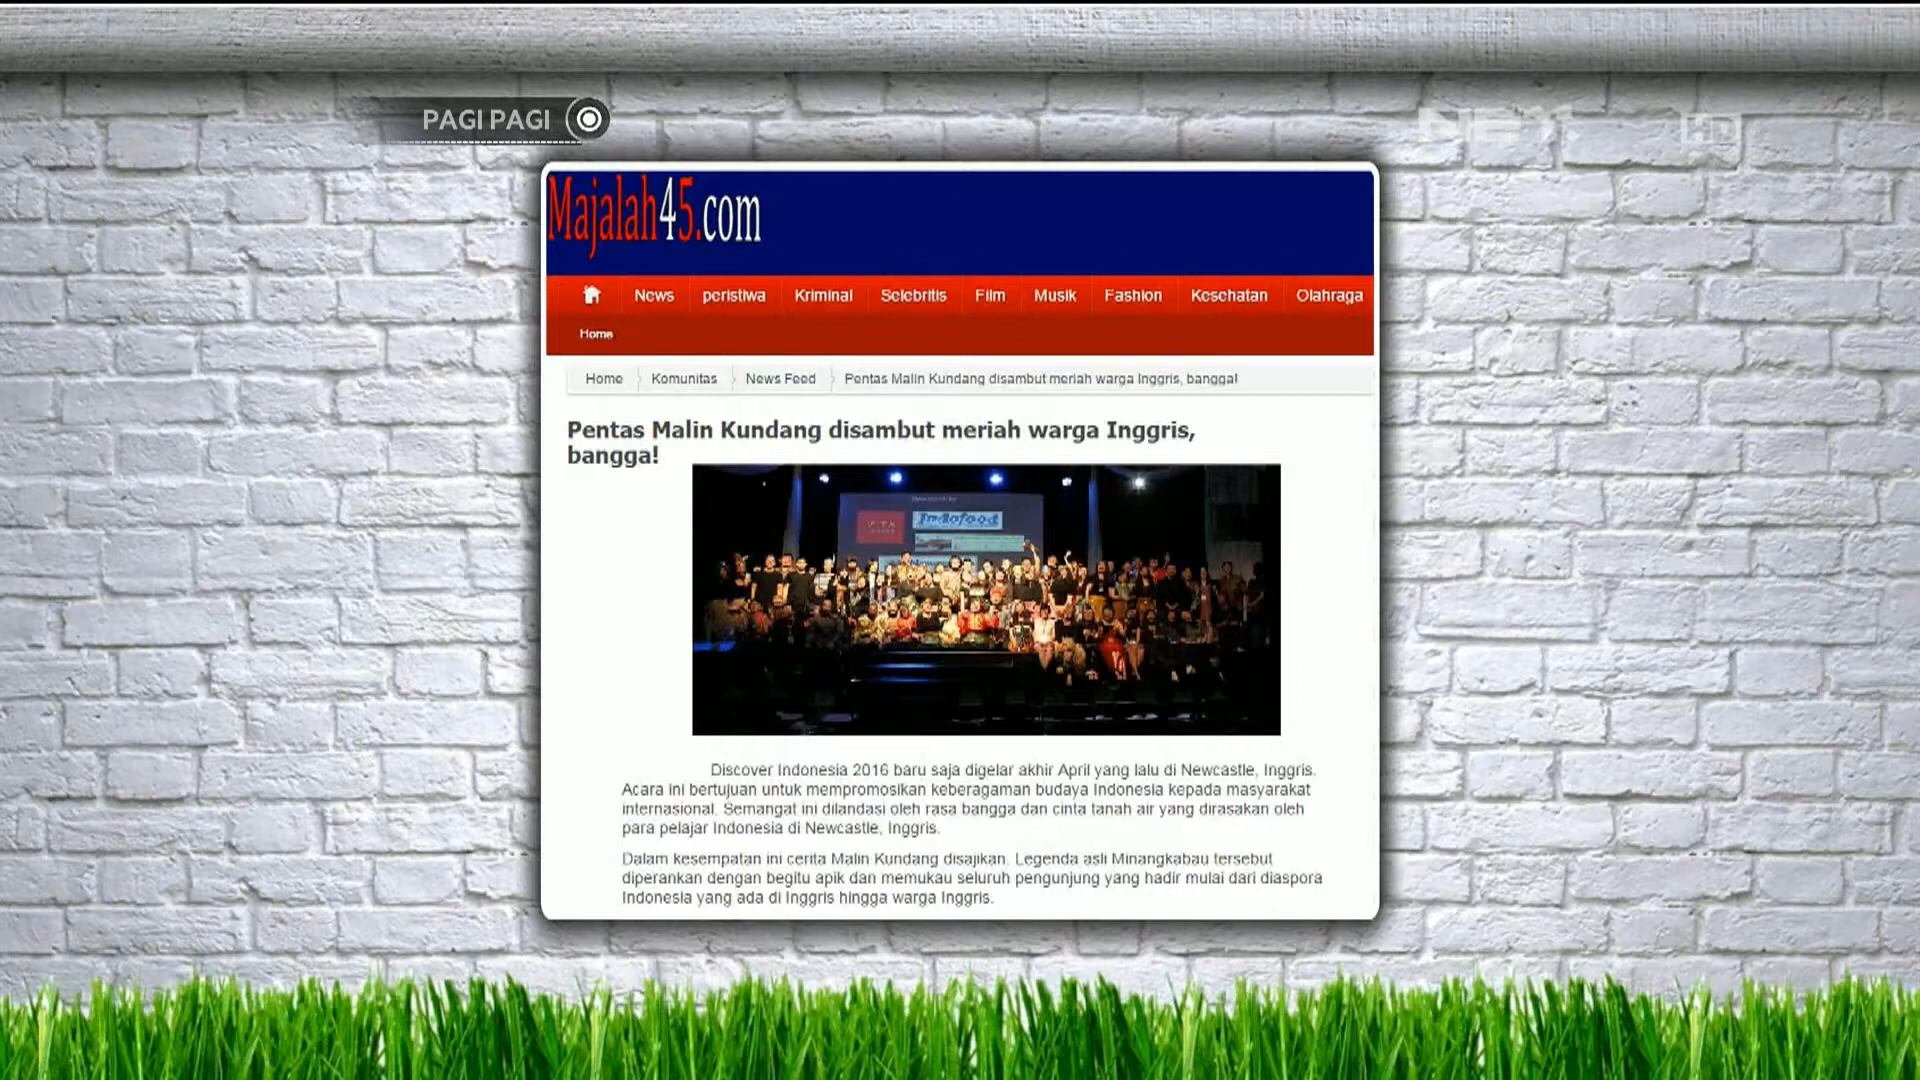 PAGI PAGI
NET.
HD
Majalah45.com
News peristiwa Kriminal Selebritis Film Musik Fashion Kesehatan Olahraga
Home
Home Komunitas News Feed Pentas Malin Kundang disambut meriah warga Inggris, bangga!
Pentas Malin Kundang disambut meriah warga Inggris,
bangga!
Indofood
Discover Indonesia 2016 baru saja digelar akhir April yang lalu di Newcastle, Inggris.
Acara ini bertujuan untuk mempromosikan keberagaman budaya Indonesia kepada masyarakat
internasional. Semangat ini dilandasi oleh rasa bangga dan cinta tanah air yang dirasakan oleh
para pelajar Indonesia di Newcastle, Inggris.
Dalam kesempatan ini cerita Malin Kundang disajikan. Legenda asli Minangkabau tersebut
diperankan dengan begitu apik dan memukau seluruh pengunjung yang hadir mulai dari diaspora
Indonesia yang ada di Inggris hingga warga Inggris.